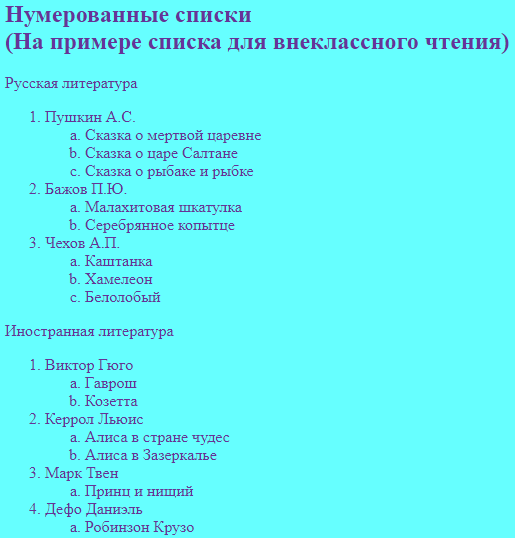 Нумерованные списки
(На примере списка для внеклассного чтения)
Русская литература
1. Пушкин А.С.
a. Сказка о мертвой царевне
b. Сказка о царе Салтане
c. Сказка о рыбаке и рыбке
2. Бажов П.Ю.
a. Малахитовая шкатулка
b. Серебрянное копытце
3. Чехов А.П.
a. Каштанка
b. Хамелеон
c. Белолобый
Иностранная литература
1. Виктор Гюго
a. Гаврош
b. Козетта
2. Керрол Льюис
a. Алиса в стране чудес
b. Алиса в Зазеркалье
3. Марк Твен
a. Принц и нищий
4. Дефо Даниэль
a. Робинзон Крузо